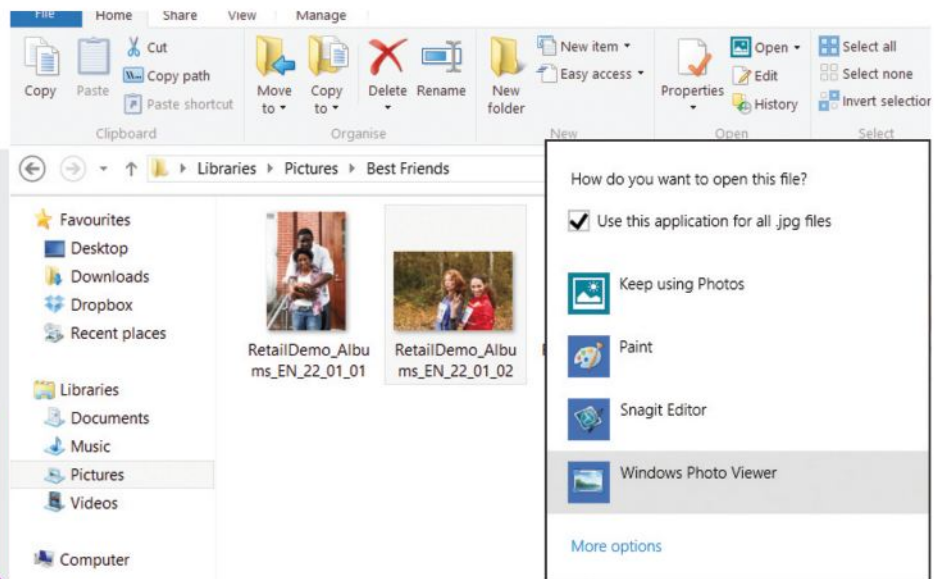 File Home Share View Manage
Copy
Paste
Cut
Copy path
Paste shortcut
Clipboard
Move
to
Copy
to
Delete
Rename
Organise
New
folder
New item
Easy access
New
Properties
Open
Edit
History
Open
Select all
Select none
Invert selection
Select
Libraries Pictures Best Friends
Favourites
Desktop
Downloads
Dropbox
Recent places
Libraries
Documents
Music
Pictures
Videos
Computer
RetailDemo_Albu
ms_EN_22_01_01
RetailDemo_Albu
ms_EN_22_01_02
How do you want to open this file?
Use this application for all .jpg files
Keep using Photos
Paint
Snagit Editor
Windows Photo Viewer
More options